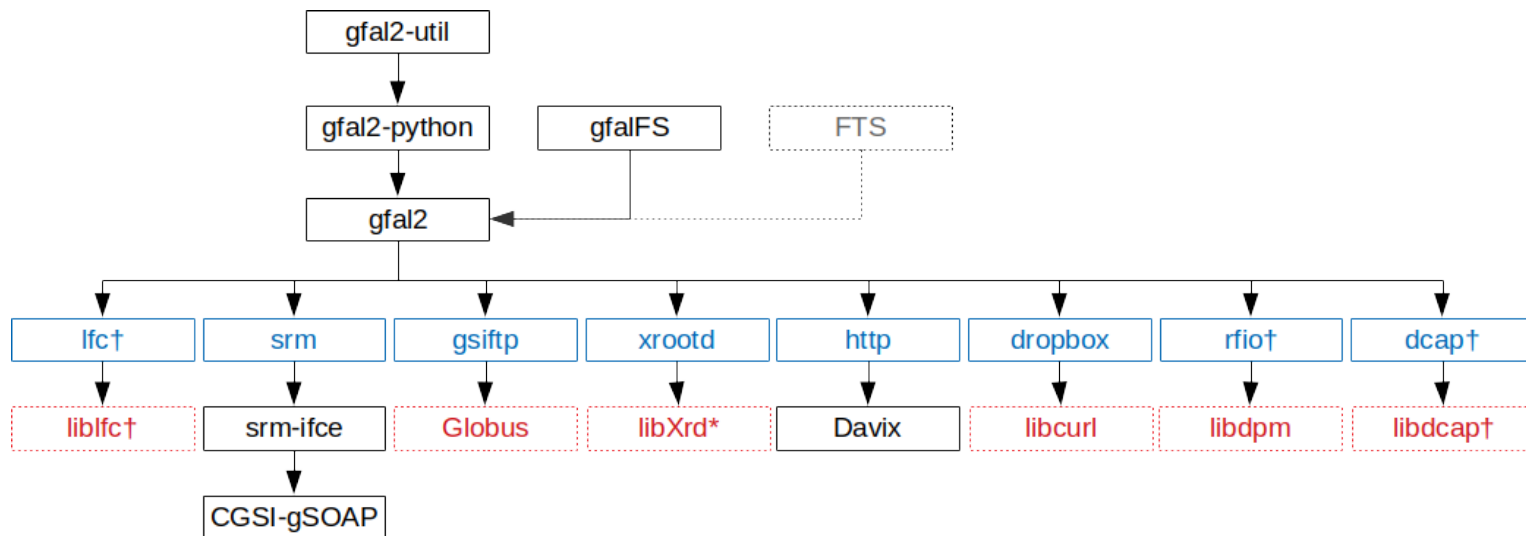 gfal2-util
gfal2-python
gfalFS
FTS
gfal2
lfc†
srm
gsiftp
xrootd
http
dropbox
rfio†
dcap†
liblfc†
srm-ifce
Globus
libXrd*
Davix
libcurl
libdpm
libdcap†
CGSI-gSOAP